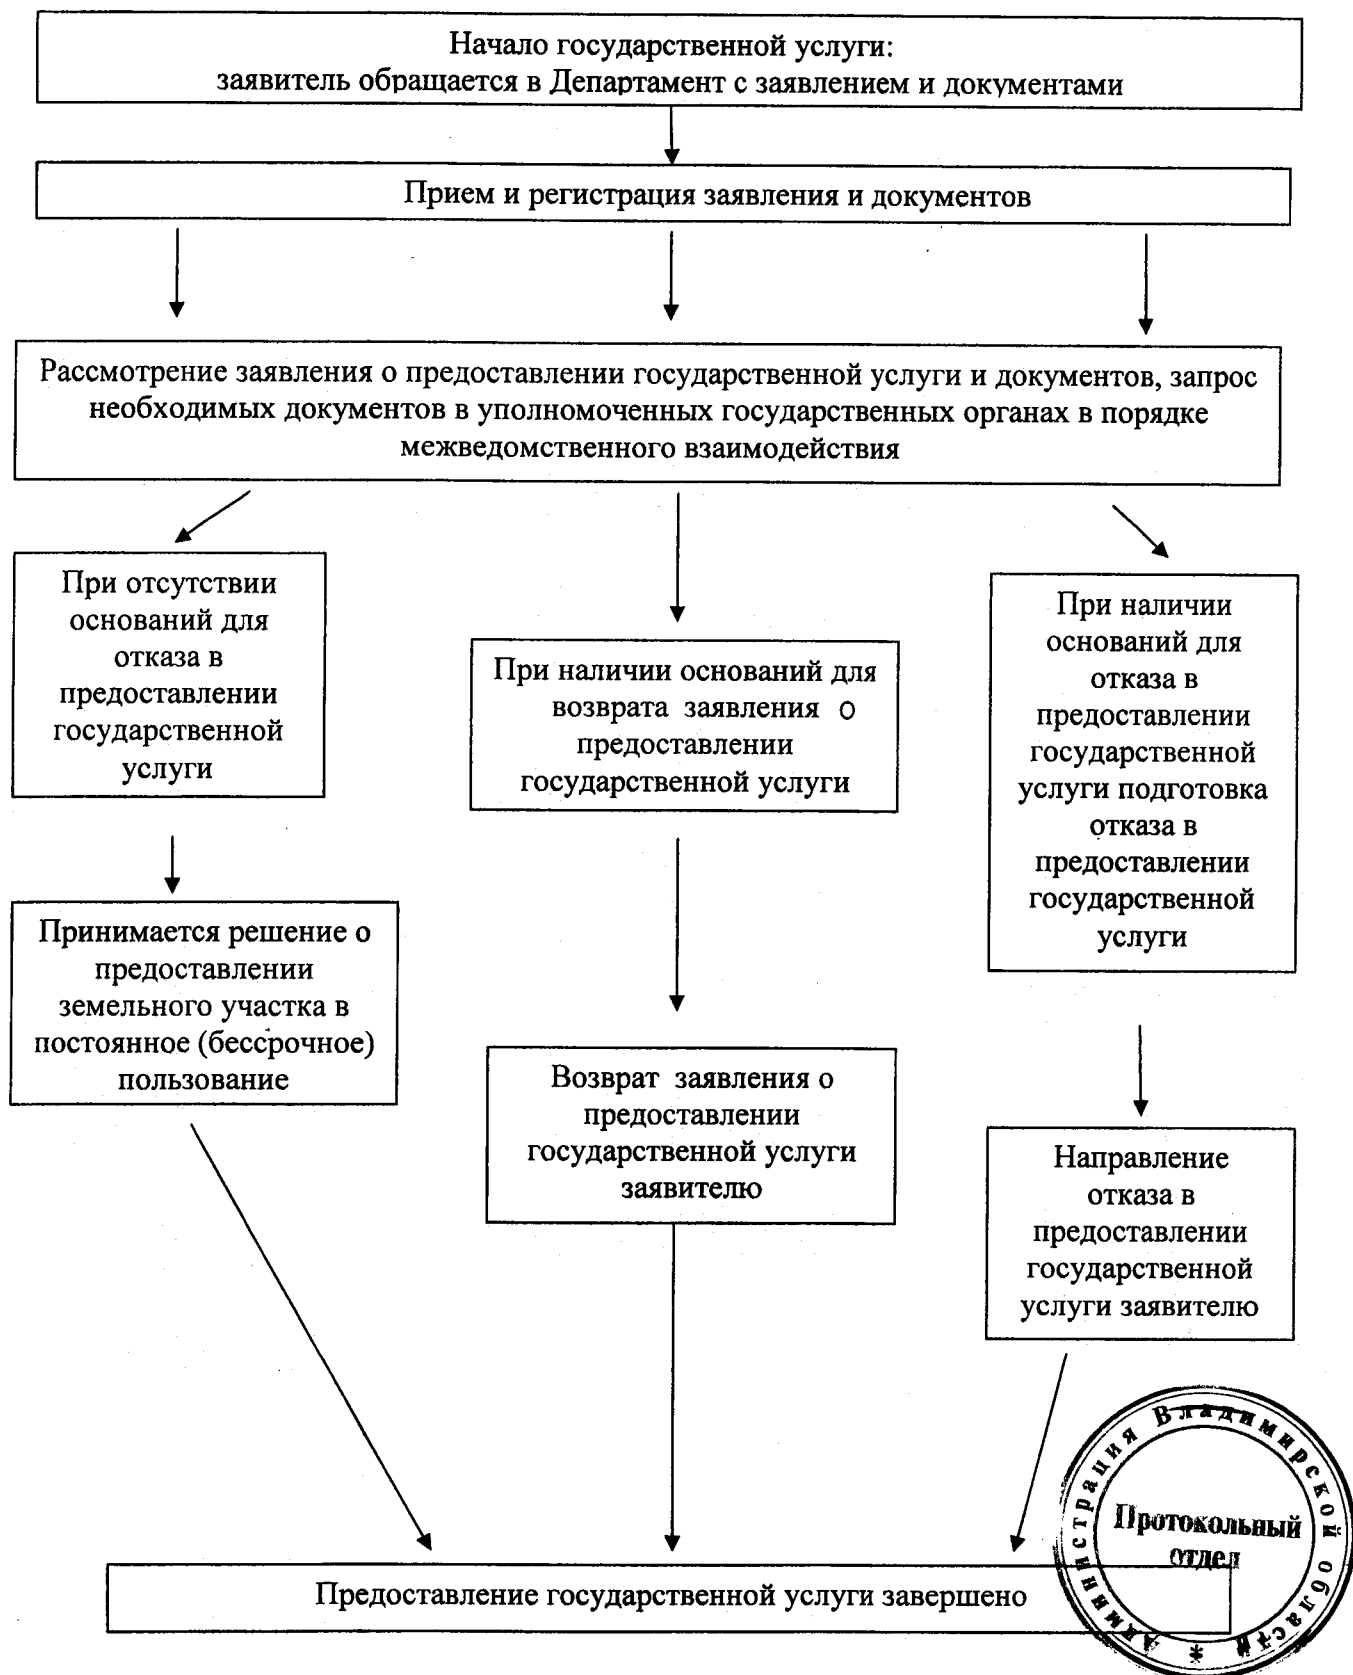 Начало государственной услуги:
заявитель обращается в Департамент с заявлением и документами
Прием и регистрация заявления и документов
Рассмотрение заявления о предоставлении государственной услуги и документов, запрос
необходимых документов в уполномоченных государственных органах в порядке
межведомственного взаимодействия
При отсутствии
оснований для
отказа в
предоставлении
государственной
услуги
При наличии оснований для
возврата заявления о
предоставлении
государственной услуги
При наличии
оснований для
отказа в
предоставлении
государственной
услуги подготовка
отказа в
предоставлении
государственной
услуги
Принимается решение о
предоставлении
земельного участка в
постоянное (бессрочное)
пользование
Возврат заявления о
предоставлении
государственной услуги
заявителю
Направление
отказа в
предоставлении
государственной
услуги заявителю
Предоставление государственной услуги завершено
Администрация Владимирской области *
Протокольный
отдел